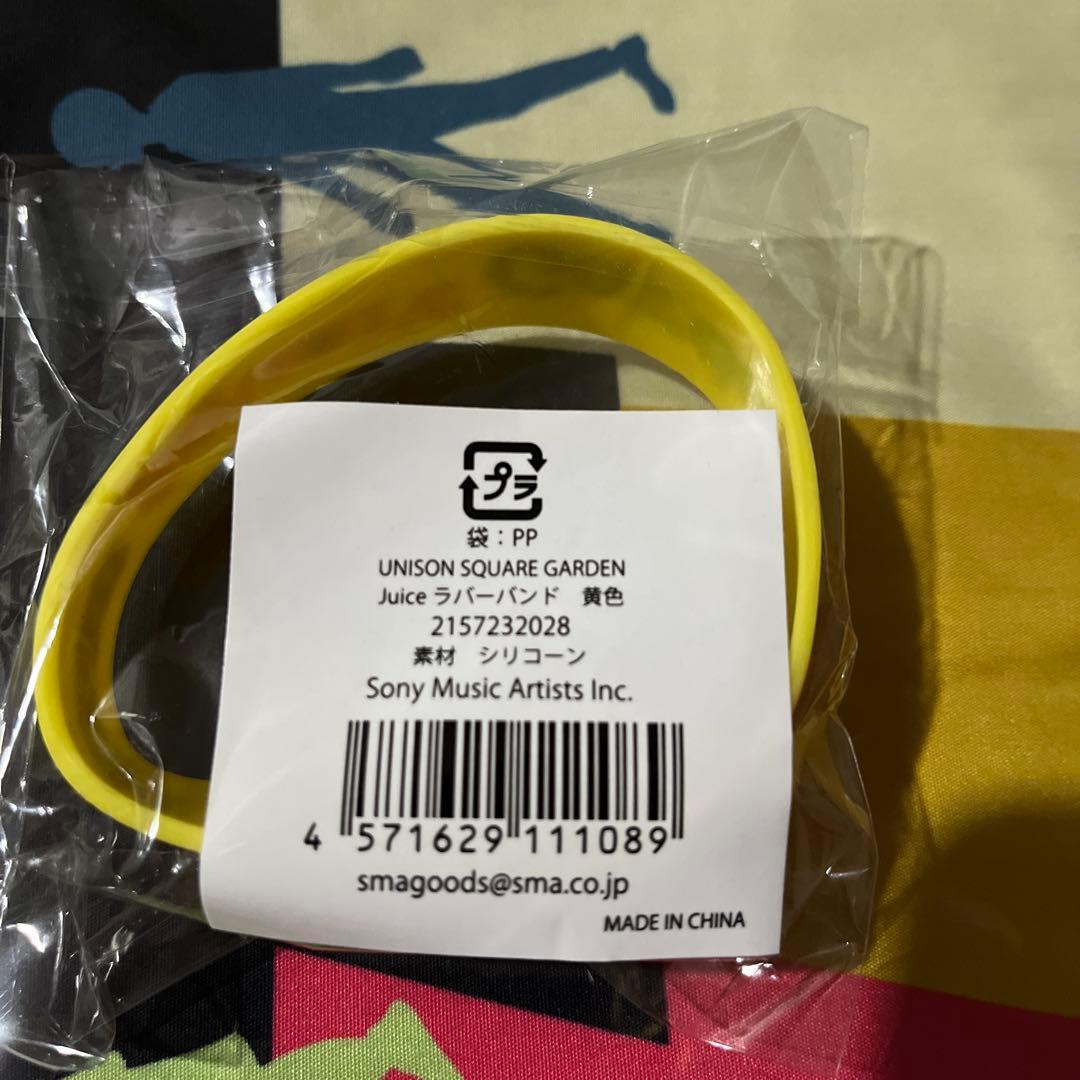 プラ
袋：PP
UNISON SQUARE GARDEN
Juice ラバーバンド　黄色
2157232028
素材　シリコーン
Sony Music Artists Inc.
4 571629 111089
smagoods@sma.co.jp
MADE IN CHINA